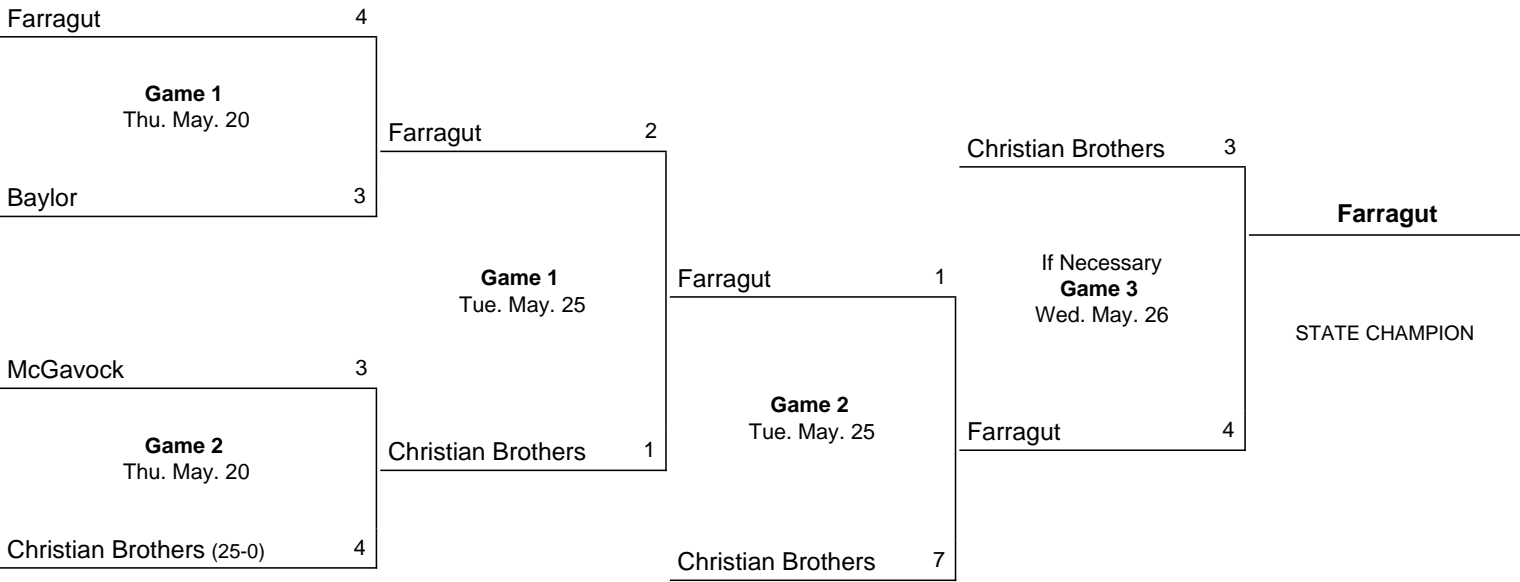 Farragut 4
Game 1
Thu. May. 20
Baylor 3
McGavock 3
Game 2
Thu. May. 20
Christian Brothers (25-0) 4
Farragut 2
Game 1
Tue. May. 25
Christian Brothers 1
Farragut 1
Game 2
Tue. May. 25
Christian Brothers 7
Christian Brothers 3
If Necessary
Game 3
Wed. May. 26
Farragut 4
Farragut
STATE CHAMPION